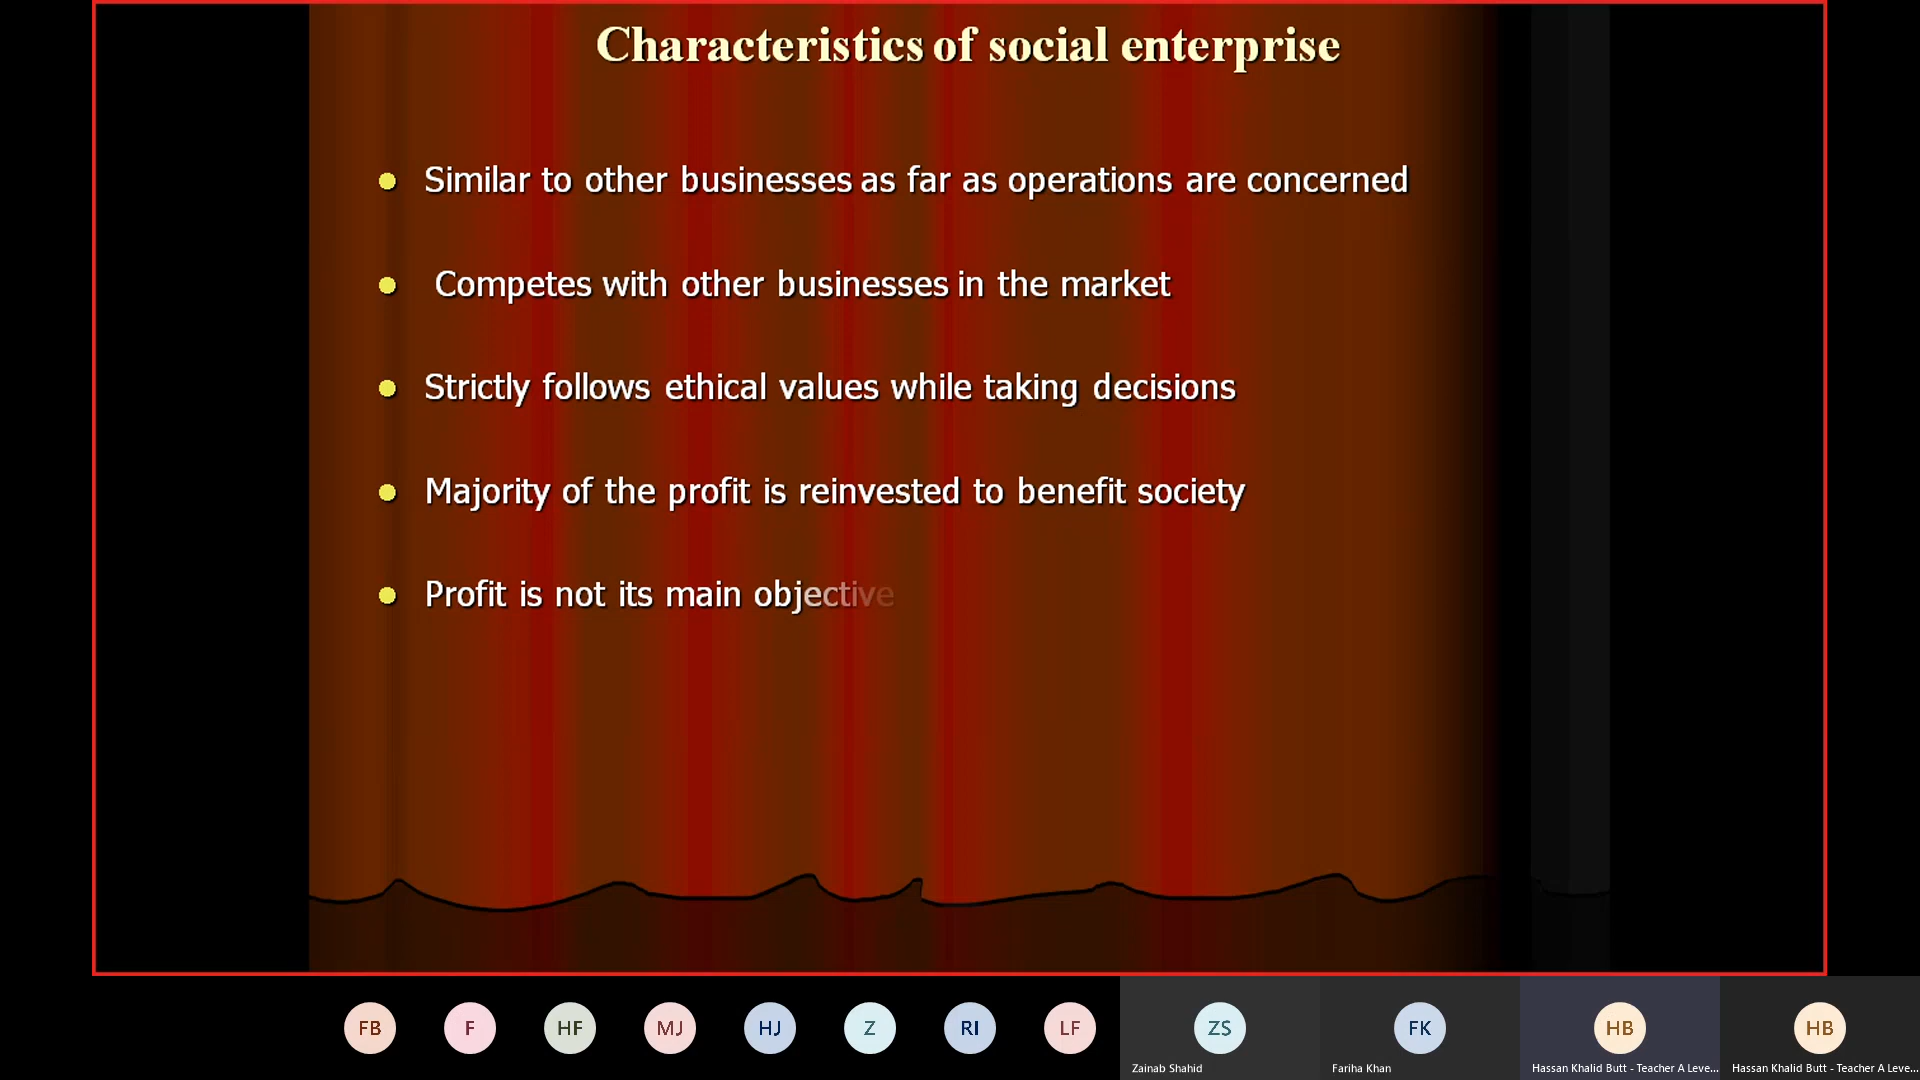 Characteristics of social enterprise
Similar to other businesses as far as operations are concerned
Competes with other businesses in the market
Strictly follows ethical values while taking decisions
Majority of the profit is reinvested to benefit society
Profit is not its main objective
FB
F
HF
MJ
HJ
Z
RI
LF
ZS
FK
HB
HB
Zainab Shahid
Fariha Khan
Hassan Khalid Butt - Teacher A Leve...
Hassan Khalid Butt - Teacher A Leve...